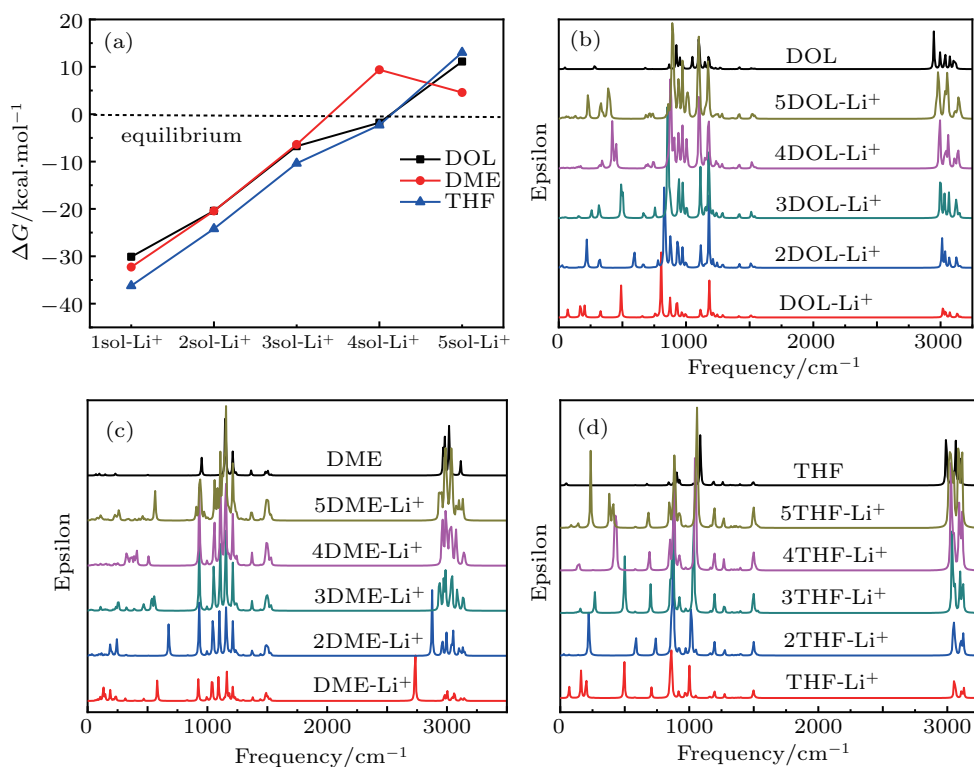 (a)
20
10
0
−10
−20
−30
−40
ΔG/kcal·mol⁻¹
equilibrium
DOL
DME
THF
1sol-Li⁺ 2sol-Li⁺ 3sol-Li⁺ 4sol-Li⁺ 5sol-Li⁺
(b)
Epsilon
DOL
5DOL-Li⁺
4DOL-Li⁺
3DOL-Li⁺
2DOL-Li⁺
DOL-Li⁺
0 1000 2000 3000
Frequency/cm⁻¹
(c)
Epsilon
DME
5DME-Li⁺
4DME-Li⁺
3DME-Li⁺
2DME-Li⁺
DME-Li⁺
0 1000 2000 3000
Frequency/cm⁻¹
(d)
Epsilon
THF
5THF-Li⁺
4THF-Li⁺
3THF-Li⁺
2THF-Li⁺
THF-Li⁺
0 1000 2000 3000
Frequency/cm⁻¹